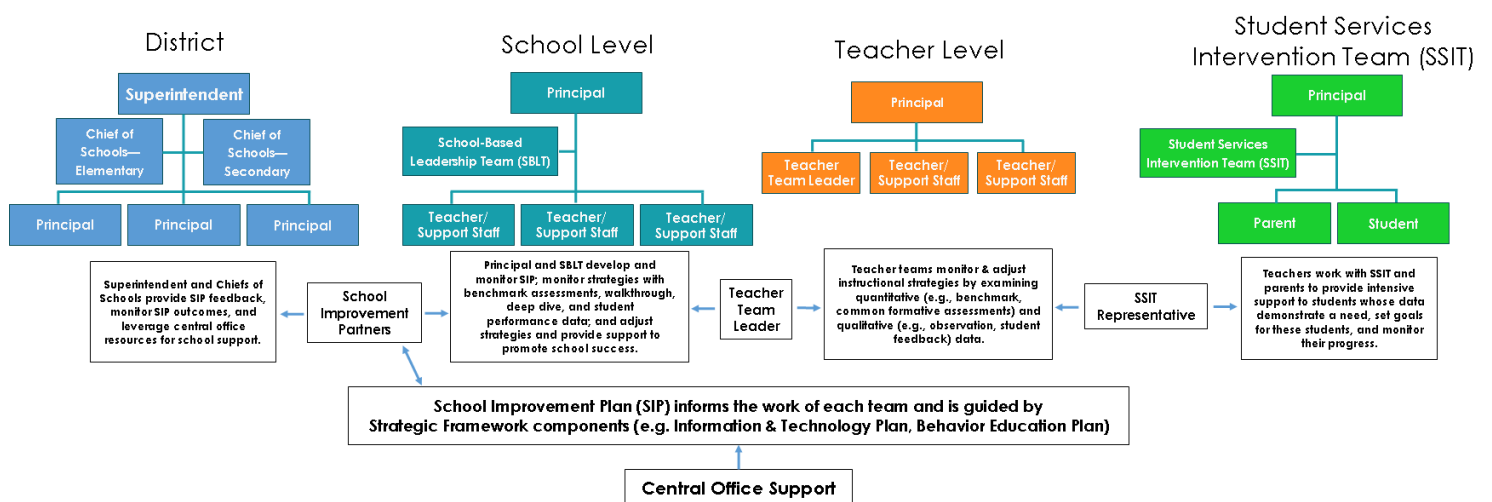 District
Superintendent
Chief of
Schools—
Elementary
Chief of
Schools—
Secondary
Principal
Principal
Principal
Superintendent and Chiefs of
Schools provide SIP feedback,
monitor SIP outcomes, and
leverage central office
resources for school support.
School
Improvement
Partners
School Level
Principal
School-Based
Leadership Team (SBLT)
Teacher/
Support Staff
Teacher/
Support Staff
Teacher/
Support Staff
Principal and SBLT develop and
monitor SIP; monitor strategies with
benchmark assessments, walkthrough,
deep dive, and student
performance data; and adjust
strategies and provide support to
promote school success.
Teacher
Team
Leader
Teacher Level
Principal
Teacher
Team Leader
Teacher/
Support Staff
Teacher/
Support Staff
Teacher teams monitor & adjust
instructional strategies by examining
quantitative (e.g., benchmark,
common formative assessments) and
qualitative (e.g., observation, student
feedback) data.
SSIT
Representative
Student Services
Intervention Team (SSIT)
Principal
Student Services
Intervention Team (SSIT)
Parent
Student
Teachers work with SSIT and
parents to provide intensive
support to students whose data
demonstrate a need, set goals
for these students, and monitor
their progress.
School Improvement Plan (SIP) informs the work of each team and is guided by
Strategic Framework components (e.g. Information & Technology Plan, Behavior Education Plan)
Central Office Support